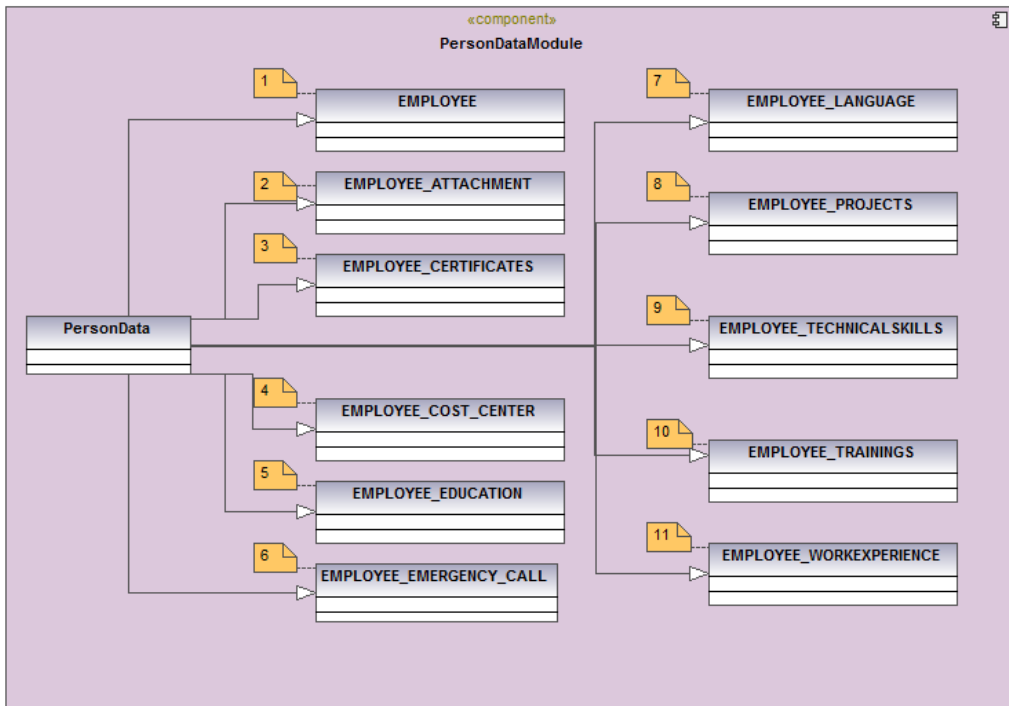 «component»
PersonDataModule
1
EMPLOYEE
2
EMPLOYEE_ATTACHMENT
3
EMPLOYEE_CERTIFICATES
PersonData
4
EMPLOYEE_COST_CENTER
5
EMPLOYEE_EDUCATION
6
EMPLOYEE_EMERGENCY_CALL
7
EMPLOYEE_LANGUAGE
8
EMPLOYEE_PROJECTS
9
EMPLOYEE_TECHNICALSKILLS
10
EMPLOYEE_TRAININGS
11
EMPLOYEE_WORKEXPERIENCE